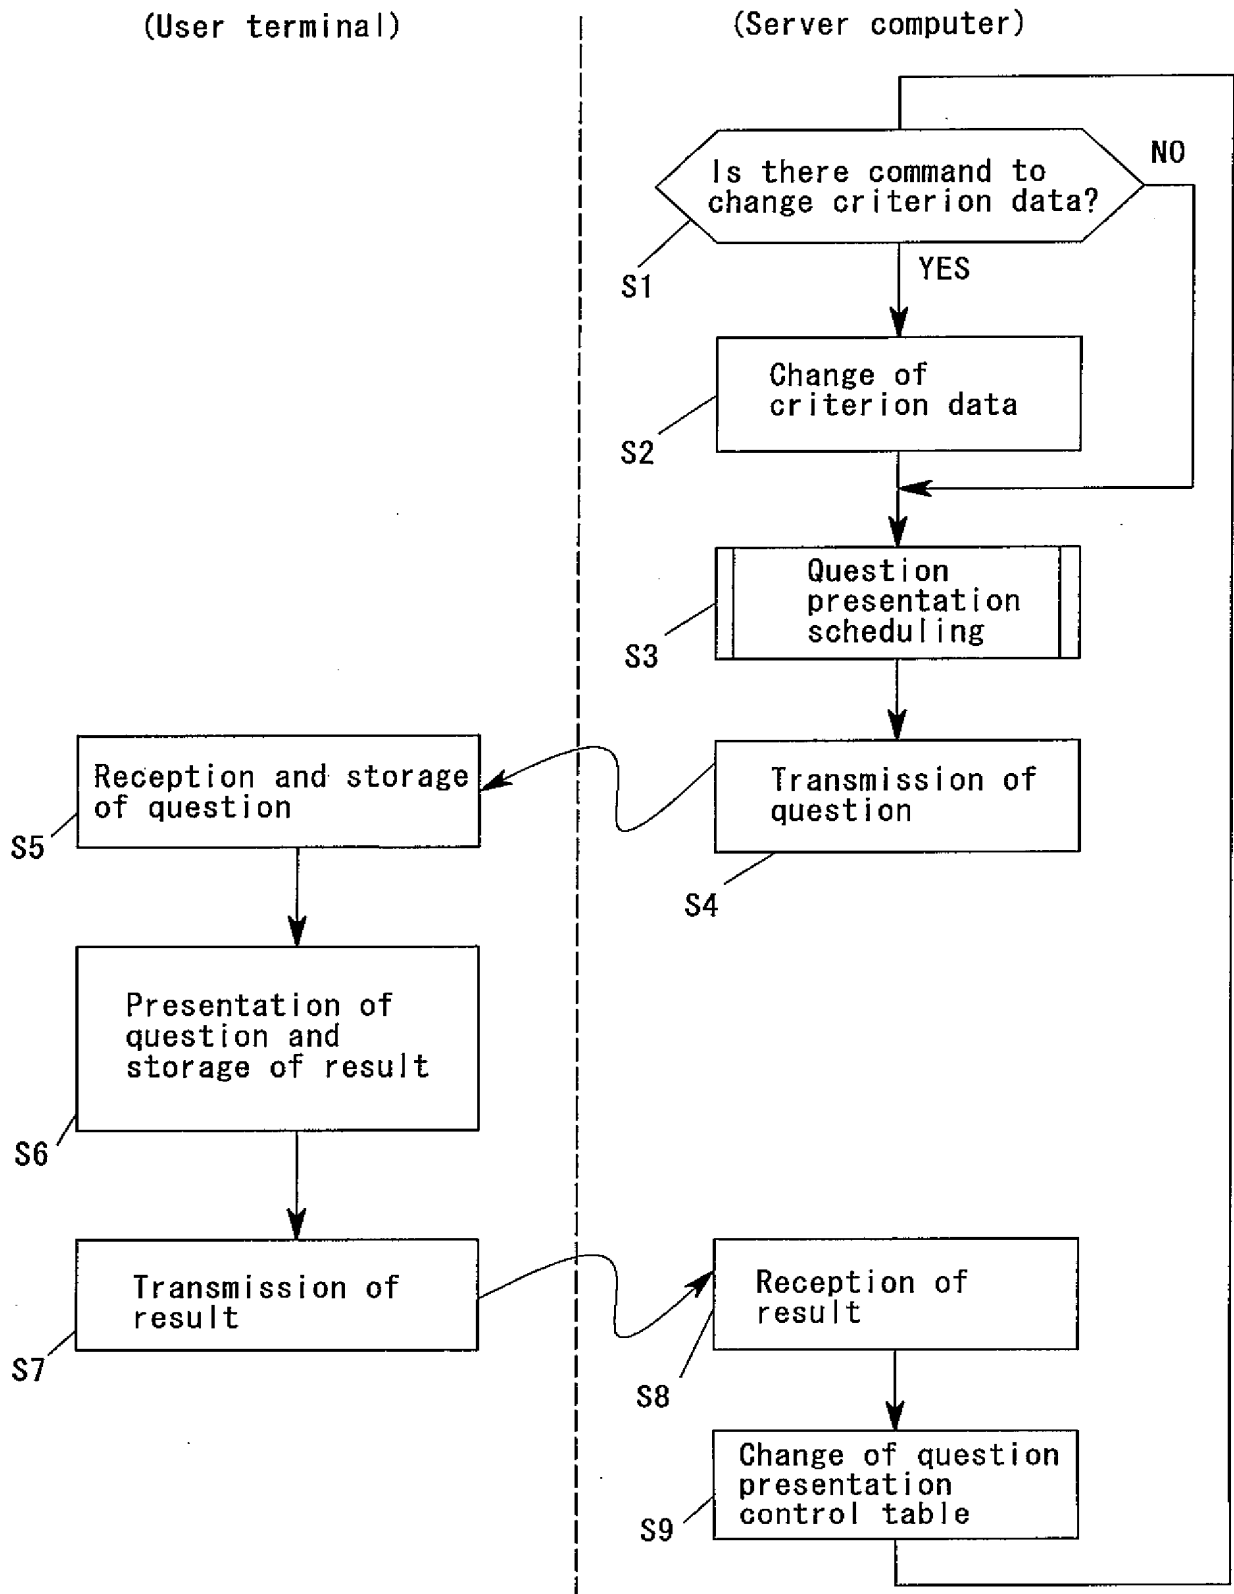 (User terminal)
(Server computer)
Is there command to
change criterion data?
NO
S1
YES
Change of
criterion data
S2
Question
presentation
scheduling
S3
Reception and storage
of question
S5
Transmission of
question
S4
Presentation of
question and
storage of result
S6
Transmission of
result
S7
Reception of
result
S8
Change of question
presentation
control table
S9